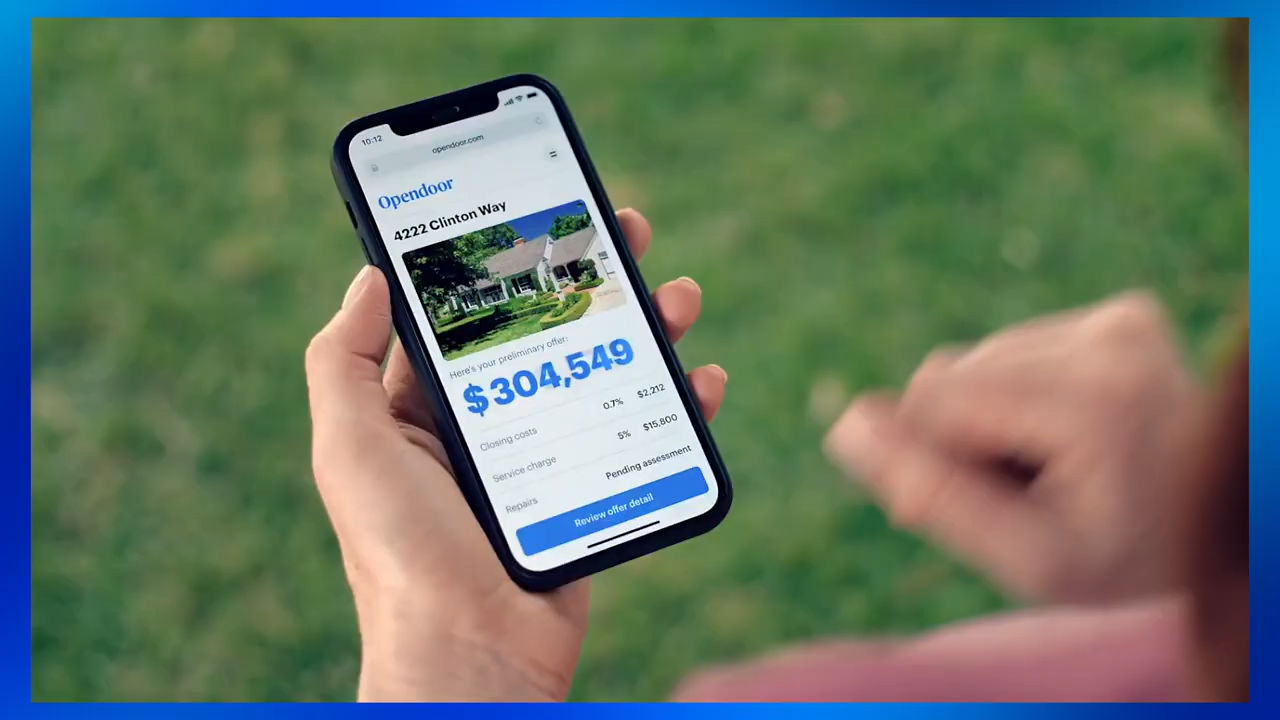 10:12
opendoor.com
Opendoor
4222 Clinton Way
Here's your preliminary offer:
$304,549
Closing costs 0.7% $2,212
Service charge 5% $15,800
Repairs Pending assessment
Review offer detail